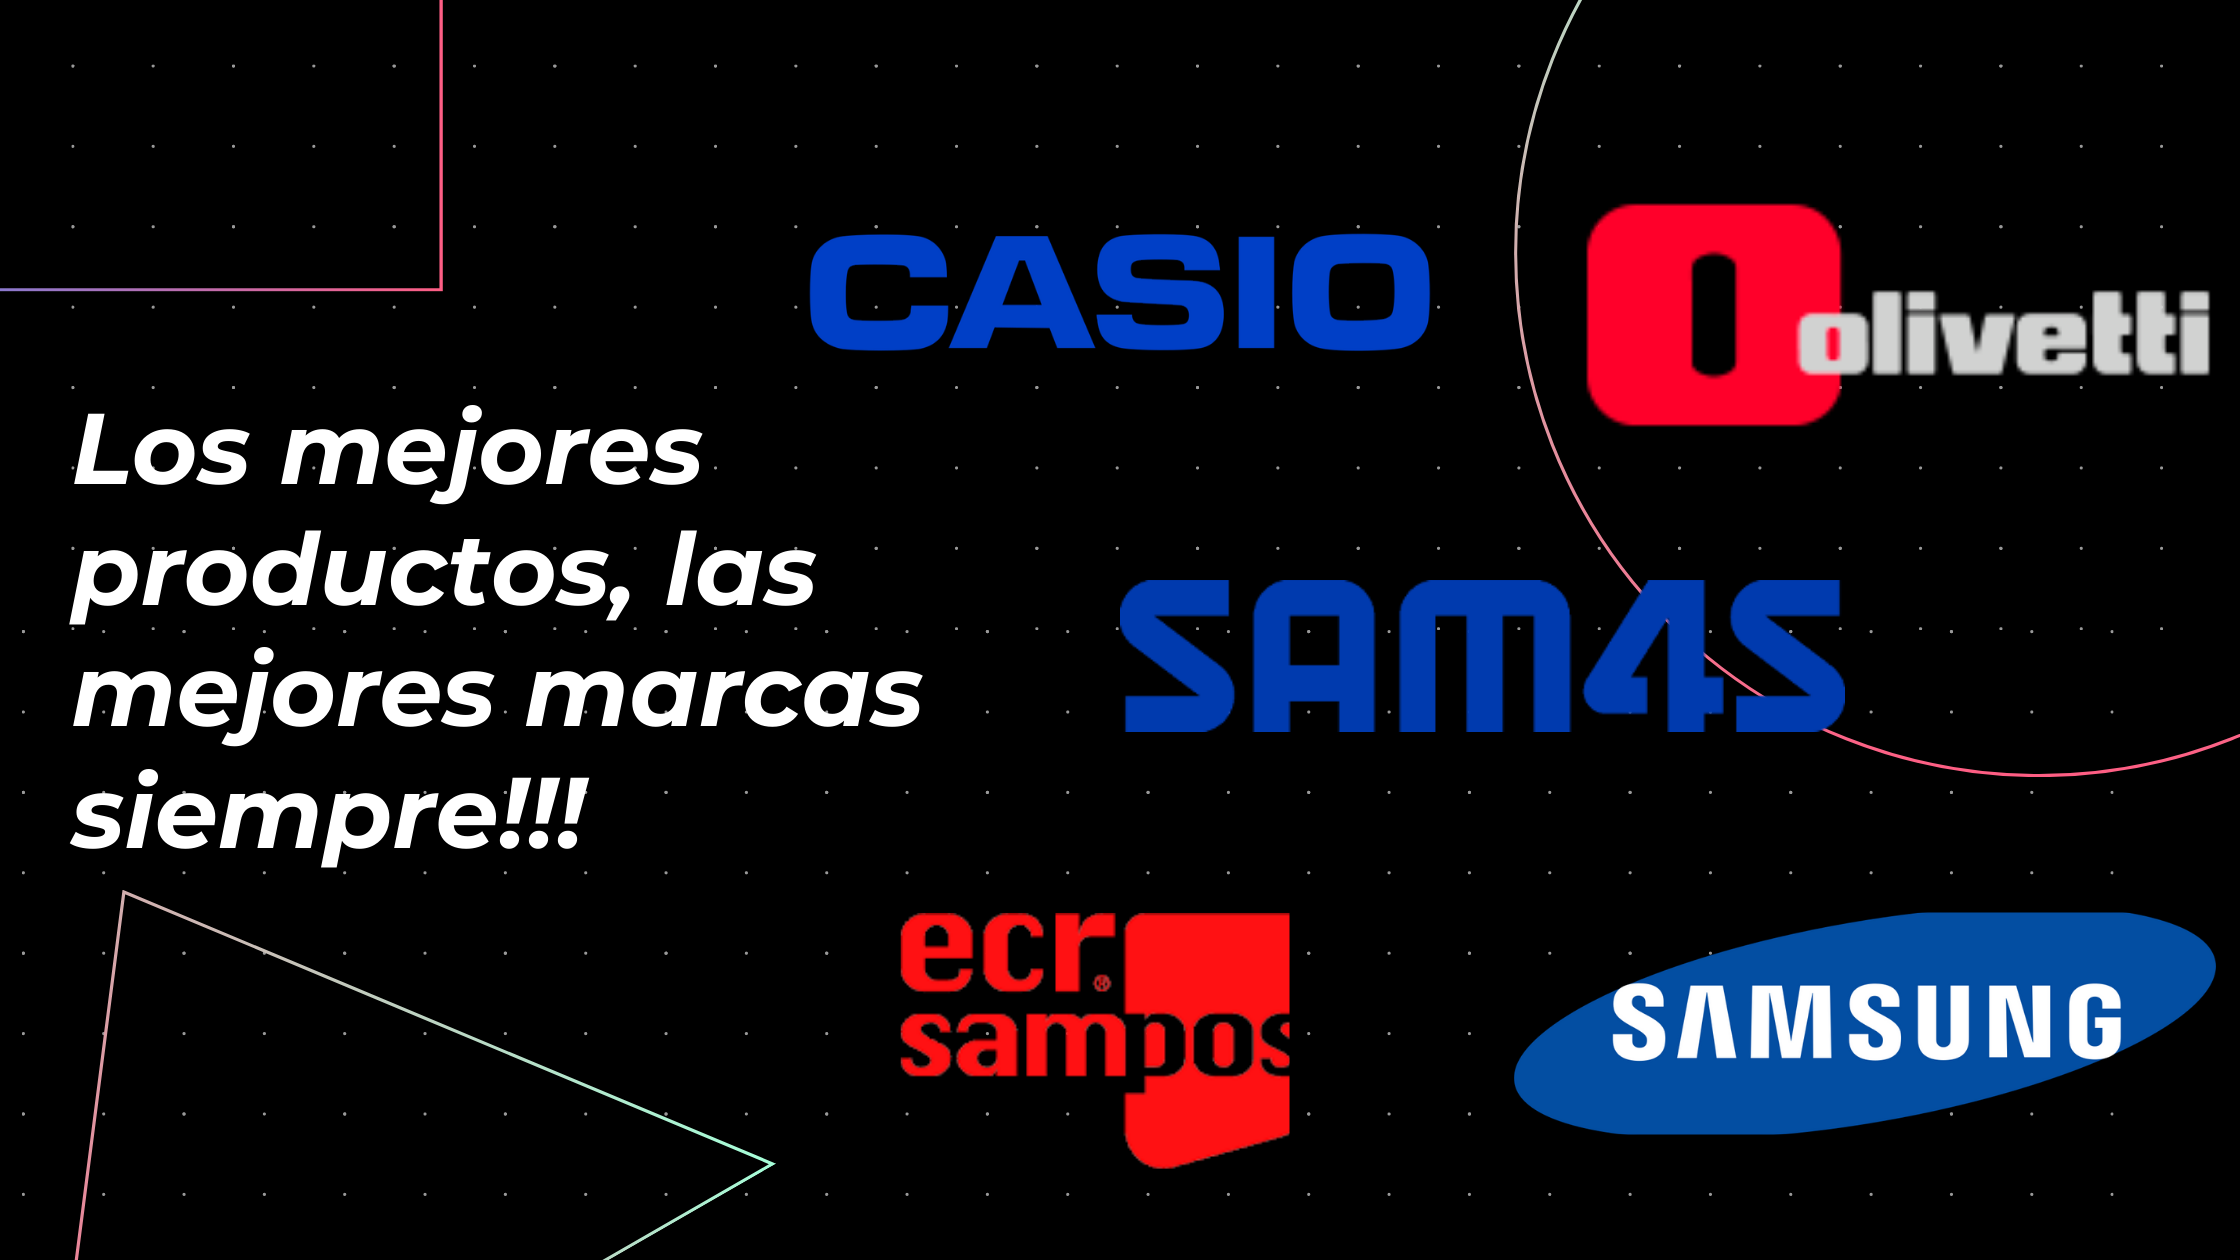 CASIO
O
olivetti
Los mejores
productos, las
mejores marcas
siempre!!!
SAM4S
ecr®
sampos
SAMSUNG